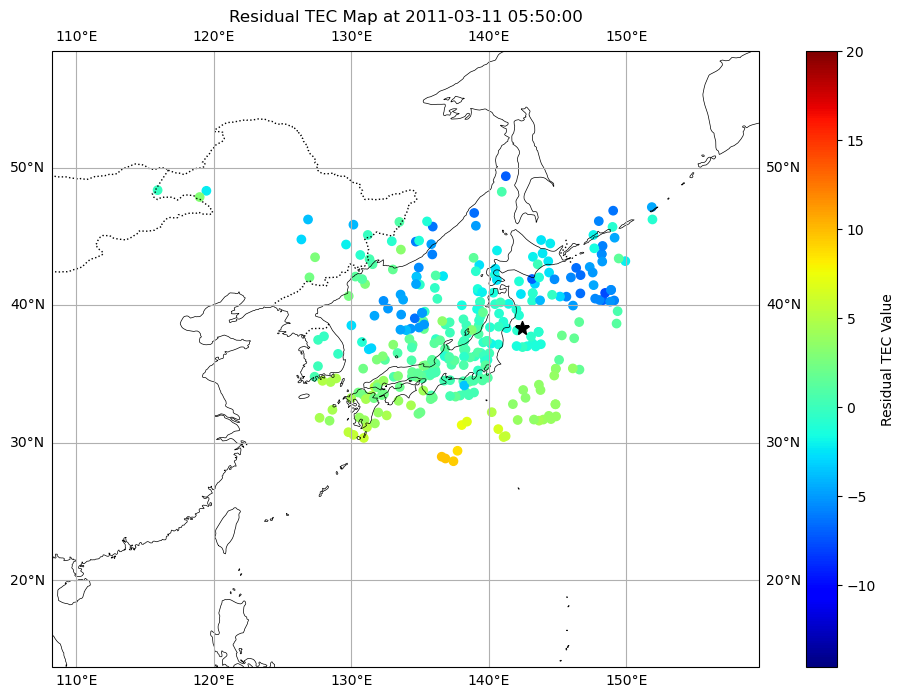 Residual TEC Map at 2011-03-11 05:50:00
110°E 120°E 130°E 140°E 150°E
20
15
50°N 50°N
10
5
40°N 40°N
0
Residual TEC Value
30°N 30°N
−5
20°N 20°N
−10
110°E 120°E 130°E 140°E 150°E